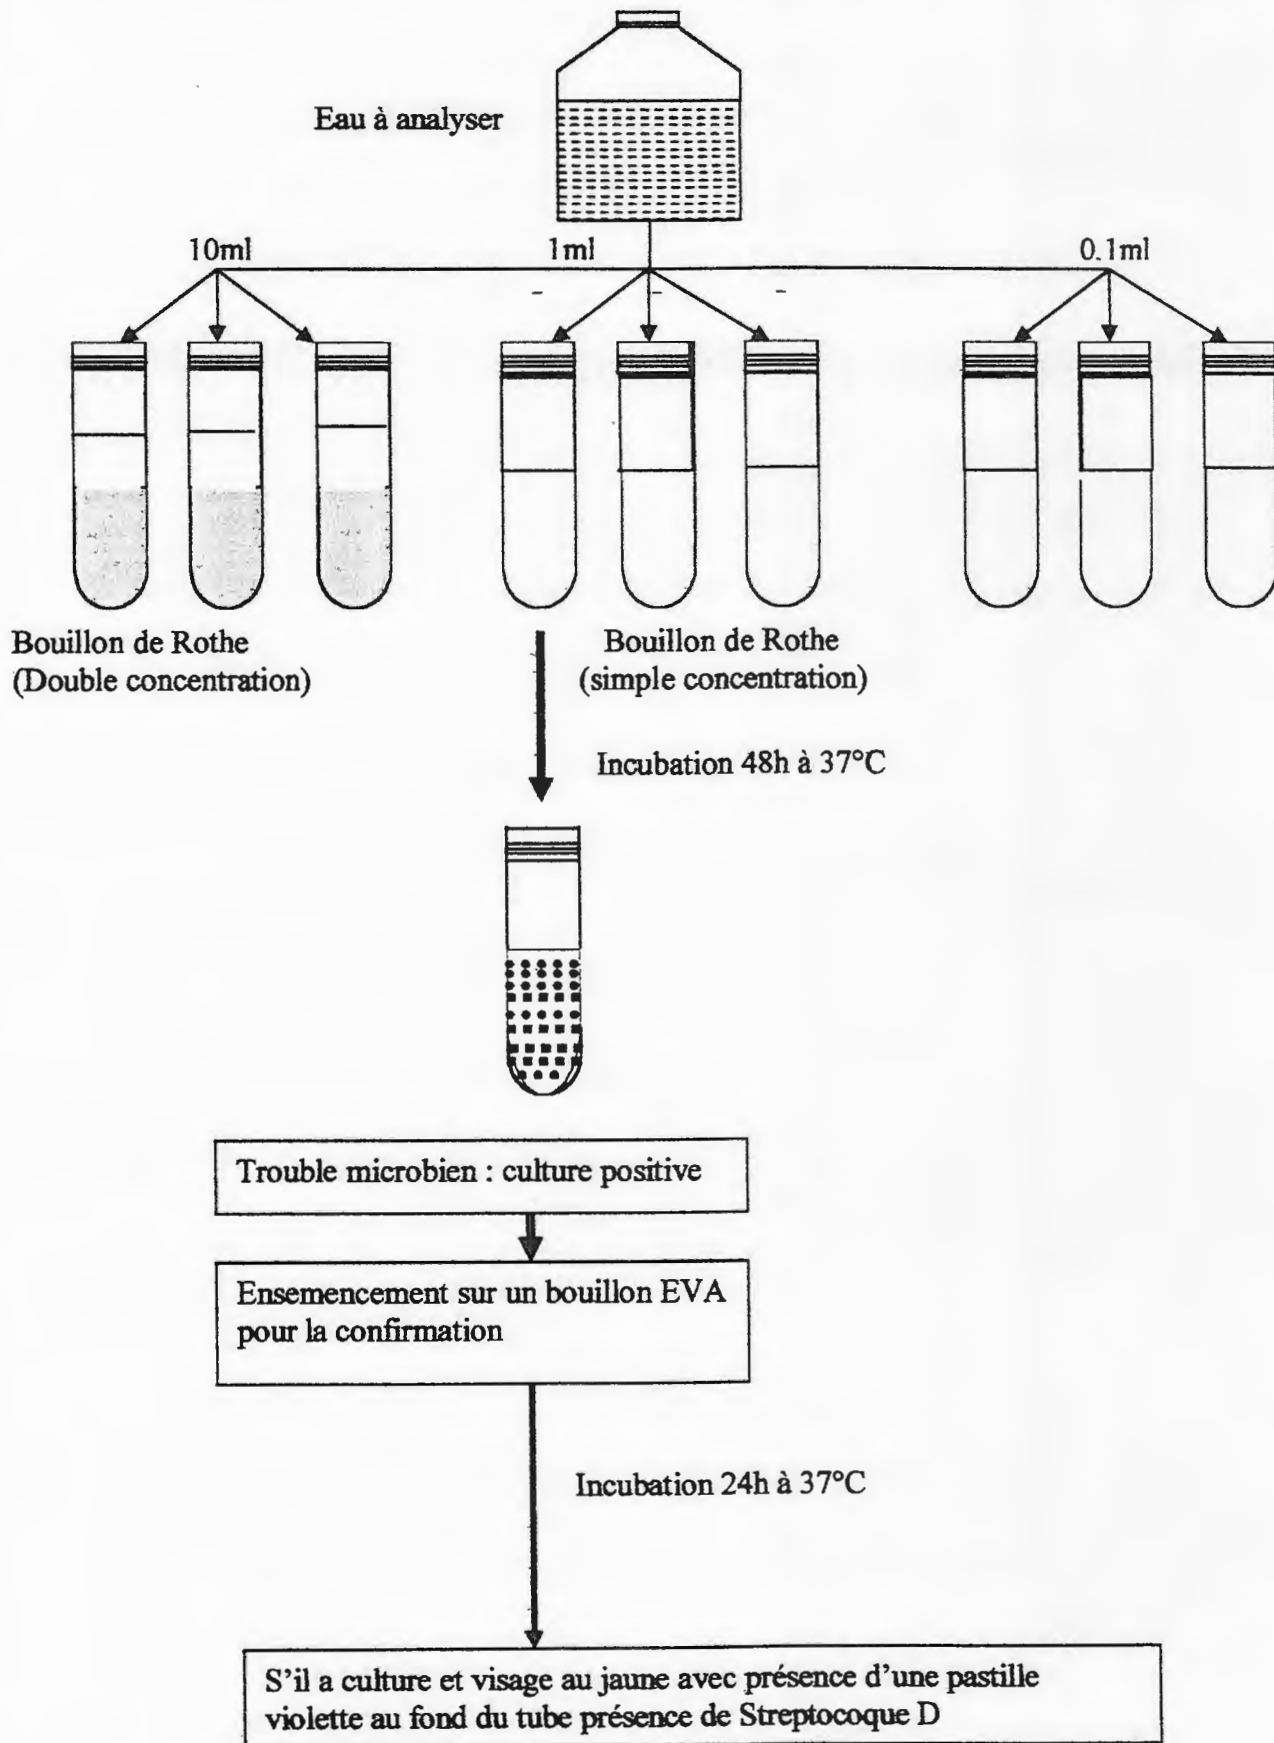 Eau à analyser
10ml
1ml
0.1ml
Bouillon de Rothe
(Double concentration)
Bouillon de Rothe
(simple concentration)
Incubation 48h à 37°C
Trouble microbien : culture positive
Ensemencement sur un bouillon EVA
pour la confirmation
Incubation 24h à 37°C
S'il a culture et visage au jaune avec présence d'une pastille
violette au fond du tube présence de Streptocoque D